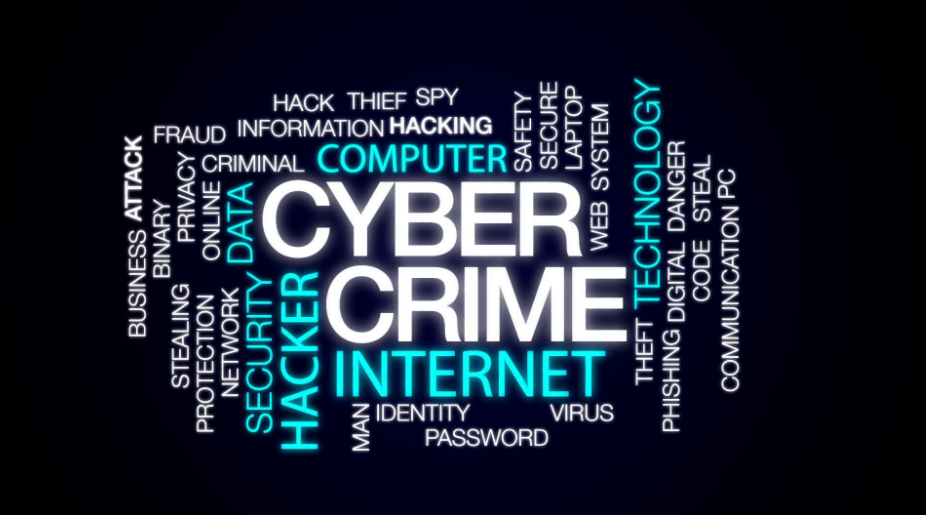 HACK THIEF SPY
FRAUD INFORMATION HACKING
CRIMINAL COMPUTER
CYBER
CRIME
INTERNET
MAN IDENTITY VIRUS
PASSWORD
BUSINESS ATTACK
BINARY
PRIVACY
ONLINE
DATA
STEALING
PROTECTION
NETWORK
SECURITY
HACKER
SAFETY
SECURE
LAPTOP
WEB SYSTEM
THEFT TECHNOLOGY
PHISHING DIGITAL DANGER
CODE STEAL
COMMUNICATION PC